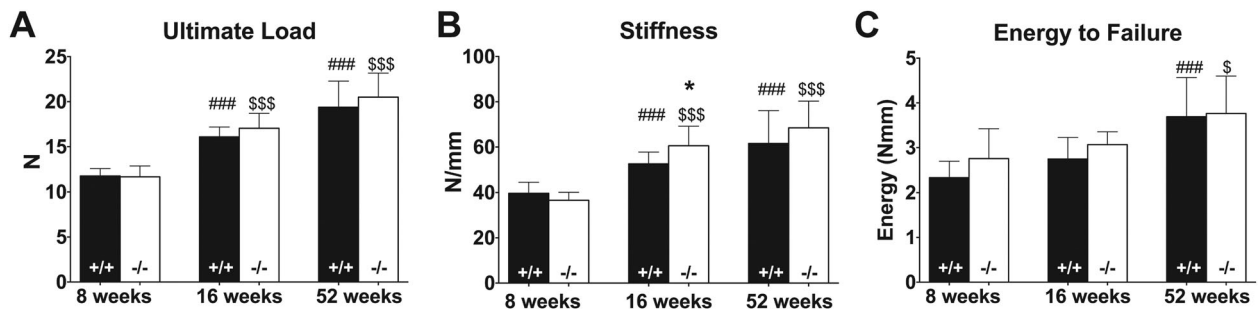 A Ultimate Load
N
25
20
15
10
5
0
### $$$
### $$$
+/+ -/- +/+ -/- +/+ -/-
8 weeks 16 weeks 52 weeks
B Stiffness
N/mm
100
80
60
40
20
0
*
### $$$
### $$$
+/+ -/- +/+ -/- +/+ -/-
8 weeks 16 weeks 52 weeks
C Energy to Failure
Energy (Nmm)
5
4
3
2
1
0
### $
+/+ -/- +/+ -/- +/+ -/-
8 weeks 16 weeks 52 weeks